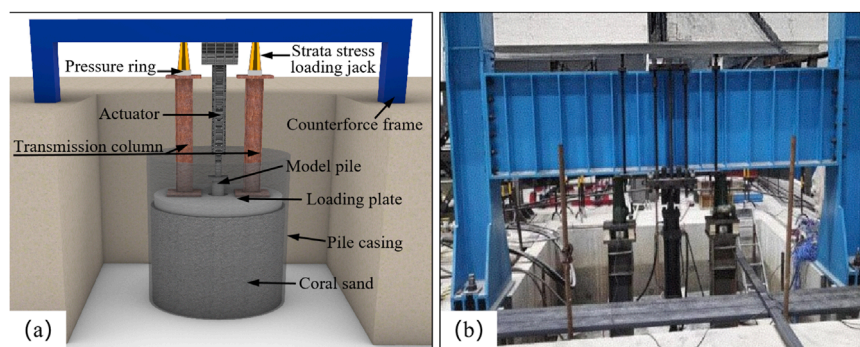 Pressure ring
Strata stress
loading jack
Actuator
Counterforce frame
Transmission column
Model pile
Loading plate
Pile casing
Coral sand
(a)
(b)